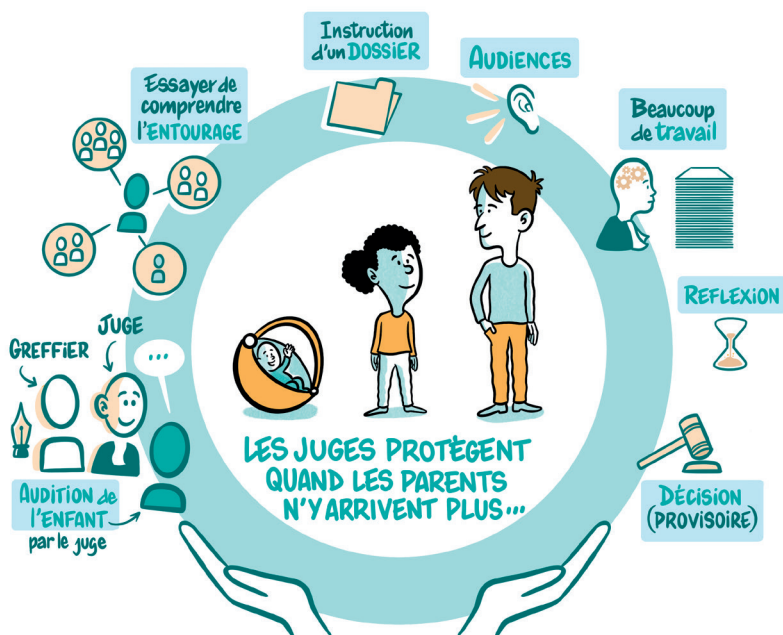 GREFFIER
JUGE
...
AUDITION de
l'ENFANT
par le juge
Essayer de
comprendre
l'ENTOURAGE
Instruction
d'un DOSSIER
AUDIENCES
Beaucoup
de travail
REFLEXION
DÉCISION
(PROVISOIRE)
LES JUGES PROTÈGENT
QUAND LES PARENTS
N'Y ARRIVENT PLUS...